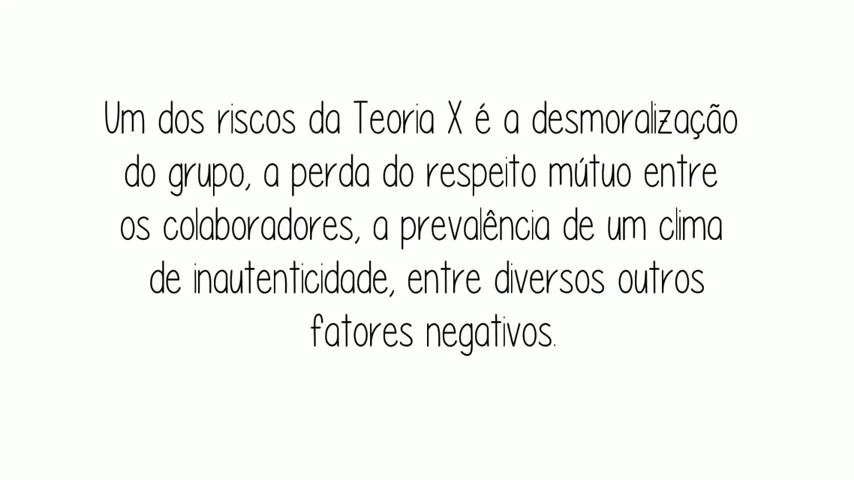 Um dos riscos da Teoria X é a desmoralização
do grupo, a perda do respeito mútuo entre
os colaboradores, a prevalência de um clima
de inautenticidade, entre diversos outros
fatores negativos.